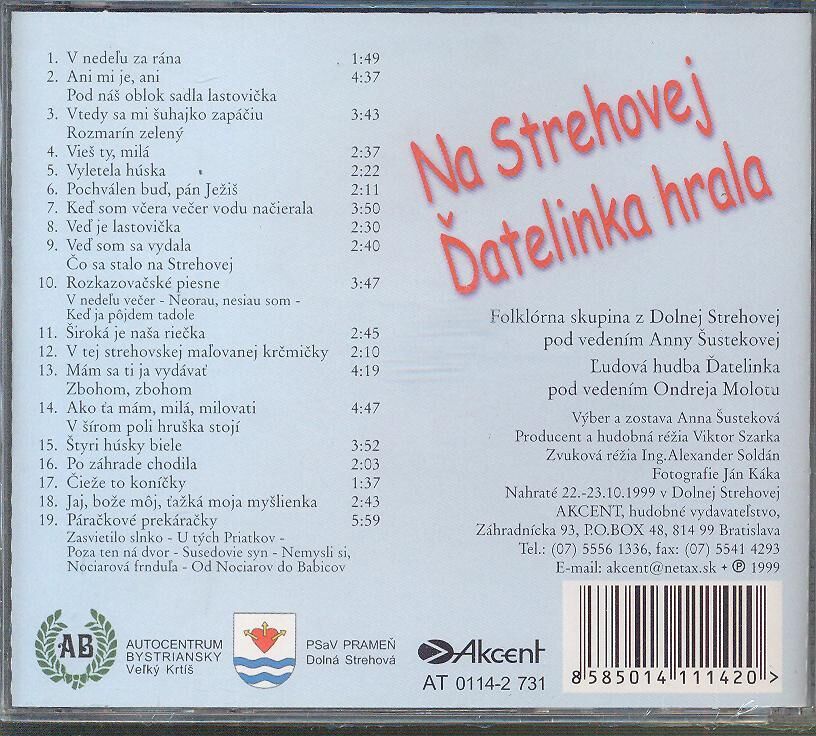 1. V nedeľu za rána 1:49
2. Ani mi je, ani 4:37
Pod náš oblok sadla lastovička
3. Vtedy sa mi šuhajko zapáčiu 3:43
Rozmarín zelený
4. Vieš ty, milá 2:37
5. Vyletela húska 2:22
6. Pochválen buď, pán Ježiš 2:11
7. Keď som včera večer vodu načierala 3:50
8. Veď je lastovička 2:30
9. Veď som sa vydala 2:40
Čo sa stalo na Strehovej
10. Rozkazovačské piesne 3:47
V nedeľu večer - Neorau, nesiau som -
Keď ja pôjdem tadole
11. Široká je naša riečka 2:45
12. V tej strehovskej maľovanej krčmičky 2:10
13. Mám sa ti ja vydávať 4:19
Zbohom, zbohom
14. Ako ťa mám, milá, milovati 4:47
V šírom poli hruška stojí
15. Štyri húsky biele 3:52
16. Po záhrade chodila 2:03
17. Čieže to koníčky 1:37
18. Jaj, bože môj, ťažká moja myšlienka 2:43
19. Páračkové prekáračky 5:59
Zasvietilo slnko - U tých Priatkov -
Poza ten ná dvor - Susedovie syn - Nemysli si,
Nociarová frnduľa - Od Nociarov do Babicov
Na Strehovej
Ďatelinka hrala
Folklórna skupina z Dolnej Strehovej
pod vedením Anny Šustekovej
Ľudová hudba Ďatelinka
pod vedením Ondreja Molotu
Výber a zostava Anna Šusteková
Producent a hudobná réžia Viktor Szarka
Zvuková réžia Ing.Alexander Soldán
Fotografie Ján Káka
Nahraté 22.-23.10.1999 v Dolnej Strehovej
AKCENT, hudobné vydavateľstvo,
Záhradnícka 93, P.O.BOX 48, 814 99 Bratislava
Tel.: (07) 5556 1336, fax: (07) 5541 4293
E-mail: akcent@netax.sk • ℗ 1999
AB
AUTOCENTRUM
BYSTRIANSKY
Veľký Krtíš
PSaV PRAMEŇ
Dolná Strehová
Akcent
AT 0114-2 731
8 585014 111420 >